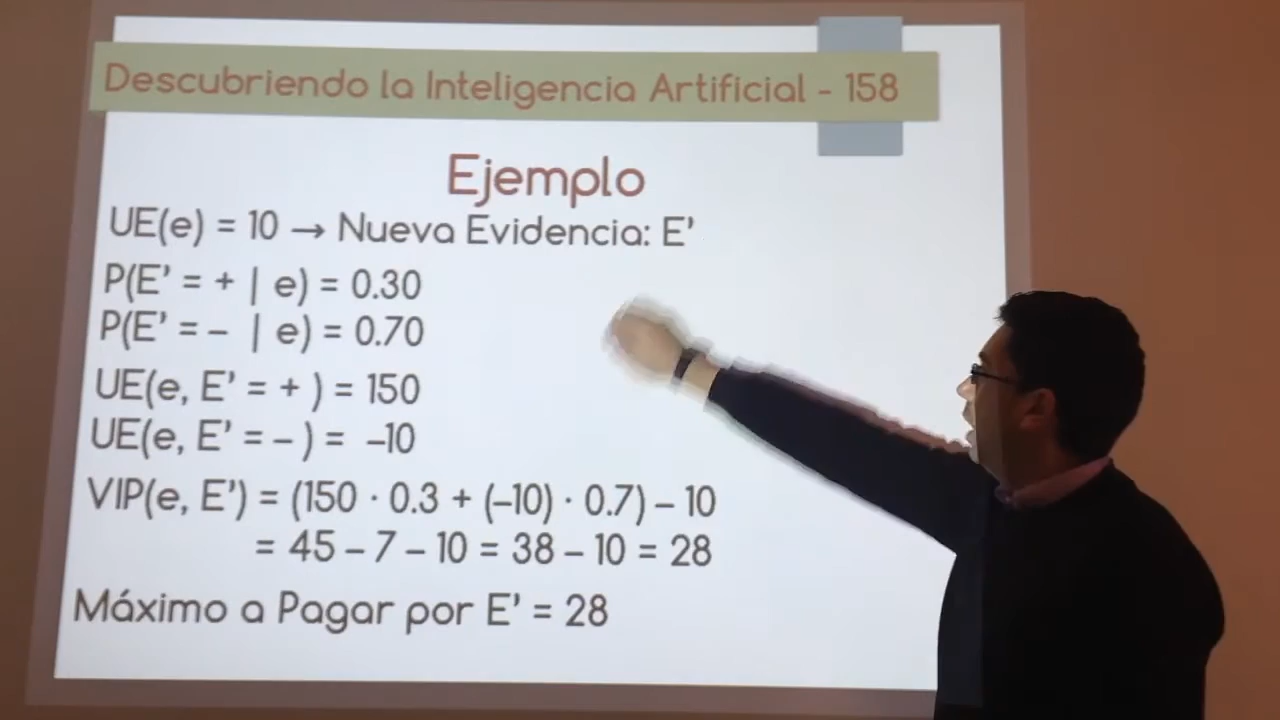 Descubriendo la Inteligencia Artificial - 158
Ejemplo
UE(e) = 10 → Nueva Evidencia: E'
P(E' = + | e) = 0.30
P(E' = – | e) = 0.70
UE(e, E' = + ) = 150
UE(e, E' = – ) = –10
VIP(e, E') = (150 · 0.3 + (–10) · 0.7) – 10
= 45 – 7 – 10 = 38 – 10 = 28
Máximo a Pagar por E' = 28